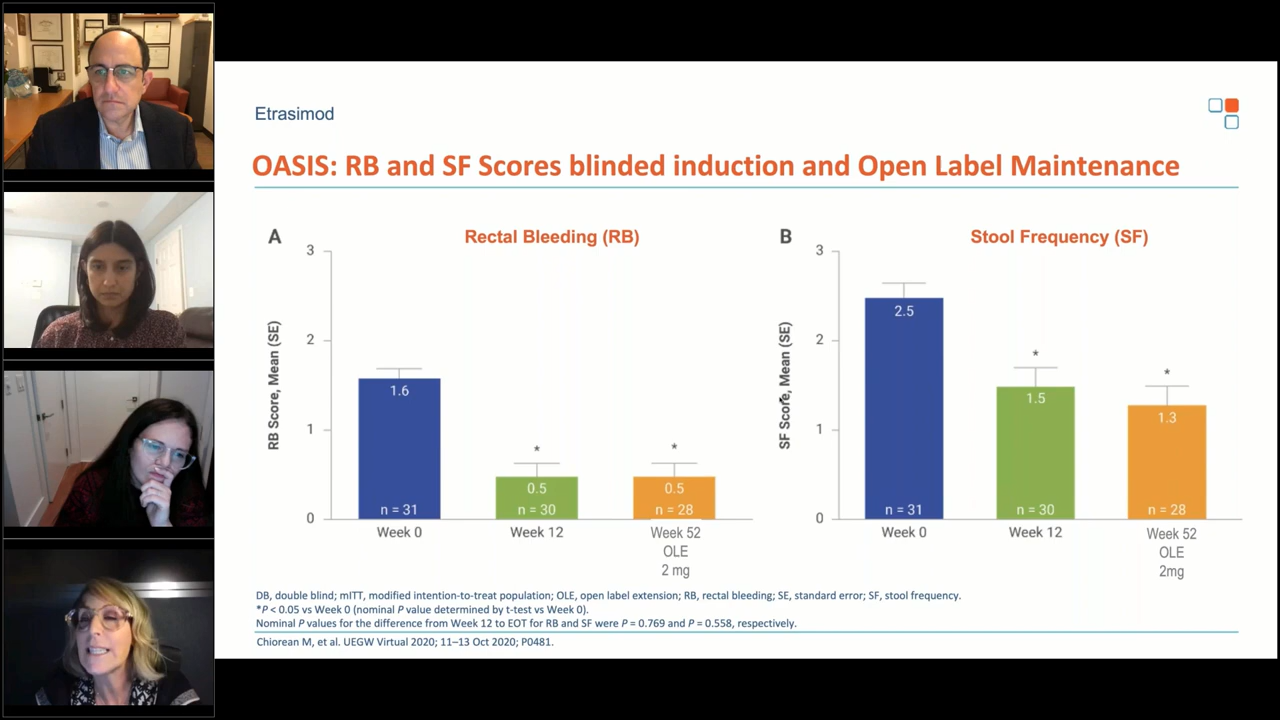 Etrasimod
OASIS: RB and SF Scores blinded induction and Open Label Maintenance
A
Rectal Bleeding (RB)
RB Score, Mean (SE)
3
2
1
0
1.6
n = 31
*
0.5
n = 30
*
0.5
n = 28
Week 0
Week 12
Week 52
OLE
2 mg
B
Stool Frequency (SF)
SF Score, Mean (SE)
3
2
1
0
2.5
n = 31
*
1.5
n = 30
*
1.3
n = 28
Week 0
Week 12
Week 52
OLE
2mg
DB, double blind; mITT, modified intention-to-treat population; OLE, open label extension; RB, rectal bleeding; SE, standard error; SF, stool frequency.
*P < 0.05 vs Week 0 (nominal P value determined by t-test vs Week 0).
Nominal P values for the difference from Week 12 to EOT for RB and SF were P = 0.769 and P = 0.558, respectively.
Chiorean M, et al. UEGW Virtual 2020; 11–13 Oct 2020; P0481.